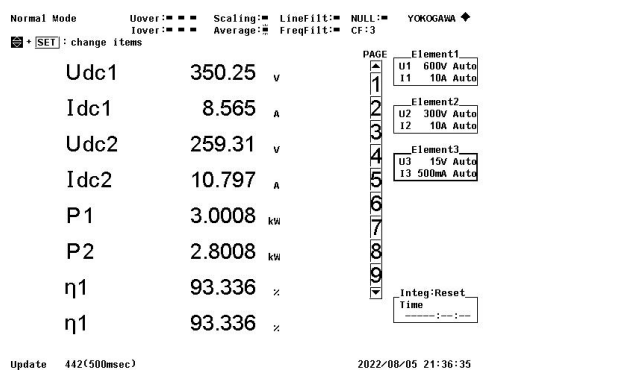 Normal Mode Uover:■ ■ ■ Scaling:■ LineFilt:■ NULL:■ YOKOGAWA ◆
Iover:■ ■ ■ Average:■ FreqFilt:■ CF:3
+ SET : change items
PAGE
Udc1 350.25 V
Idc1 8.565 A
Udc2 259.31 V
Idc2 10.797 A
P1 3.0008 kW
P2 2.8008 kW
η1 93.336 %
η1 93.336 %
▲
1
2
3
4
5
6
7
8
9
▼
Element1
U1 600V Auto
I1 10A Auto
Element2
U2 300V Auto
I2 10A Auto
Element3
U3 15V Auto
I3 500mA Auto
Integ:Reset
Time
-----:--:--
Update 442(500msec) 2022/08/05 21:36:35